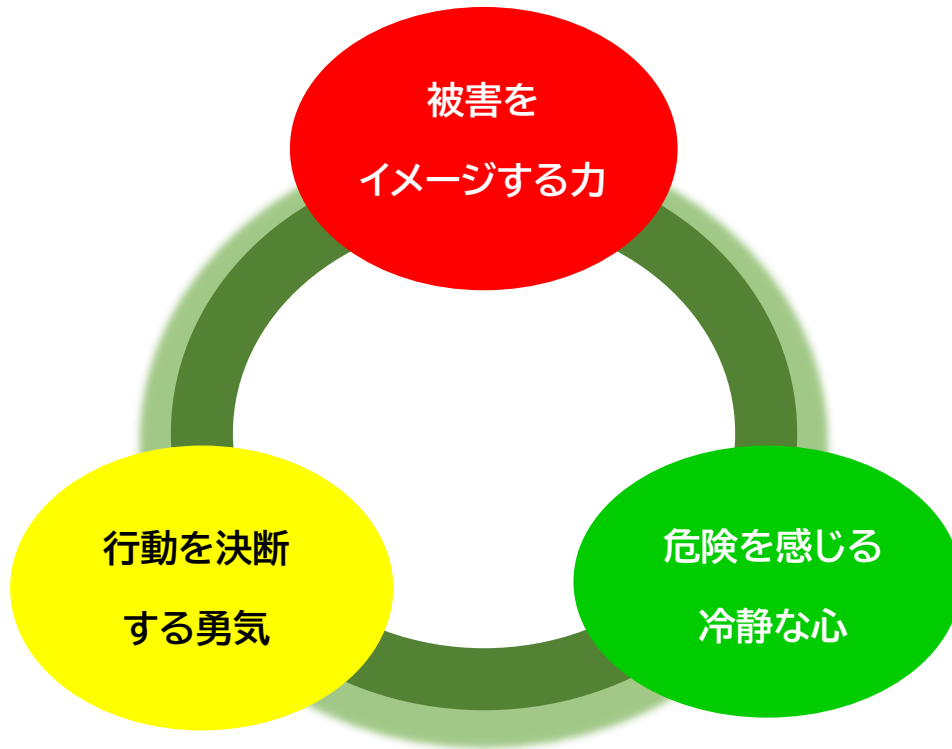 被害を
イメージする力
行動を決断
する勇気
危険を感じる
冷静な心